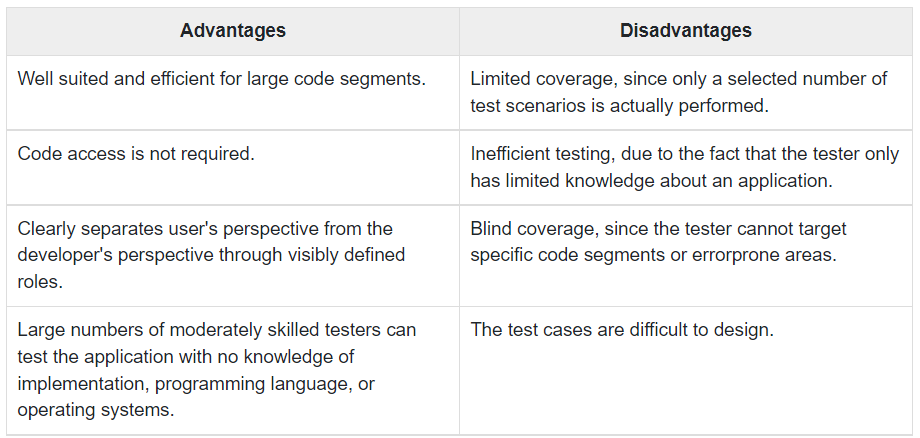 Advantages
Disadvantages
Well suited and efficient for large code segments.
Limited coverage, since only a selected number of
test scenarios is actually performed.
Code access is not required.
Inefficient testing, due to the fact that the tester only
has limited knowledge about an application.
Clearly separates user's perspective from the
developer's perspective through visibly defined
roles.
Blind coverage, since the tester cannot target
specific code segments or errorprone areas.
Large numbers of moderately skilled testers can
test the application with no knowledge of
implementation, programming language, or
operating systems.
The test cases are difficult to design.